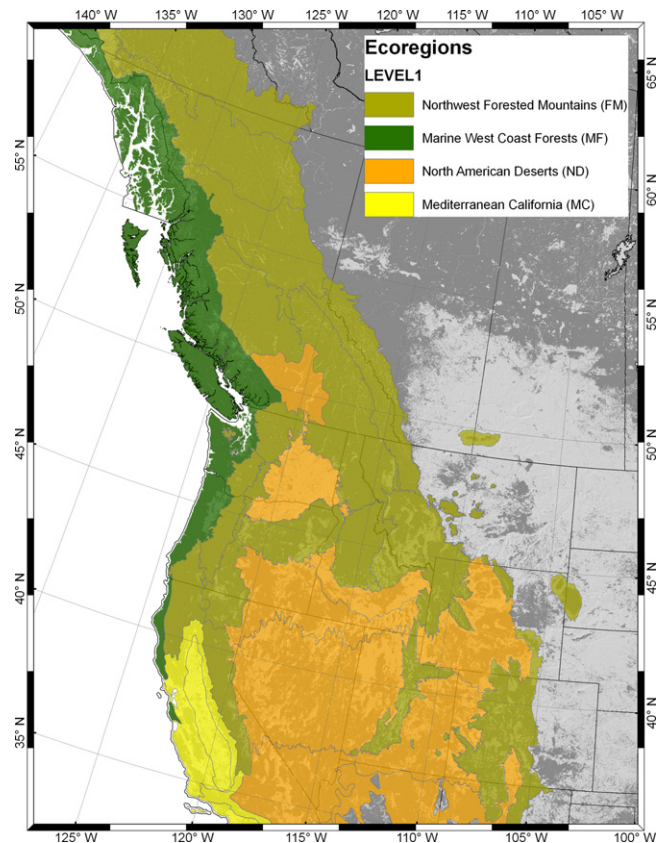 140° W
135° W
130° W
125° W
120° W
115° W
110° W
105° W
Ecoregions
LEVEL1
Northwest Forested Mountains (FM)
Marine West Coast Forests (MF)
North American Deserts (ND)
Mediterranean California (MC)
55° N
50° N
45° N
40° N
35° N
65° N
60° N
55° N
50° N
45° N
40° N
125° W
120° W
115° W
110° W
105° W
100° W